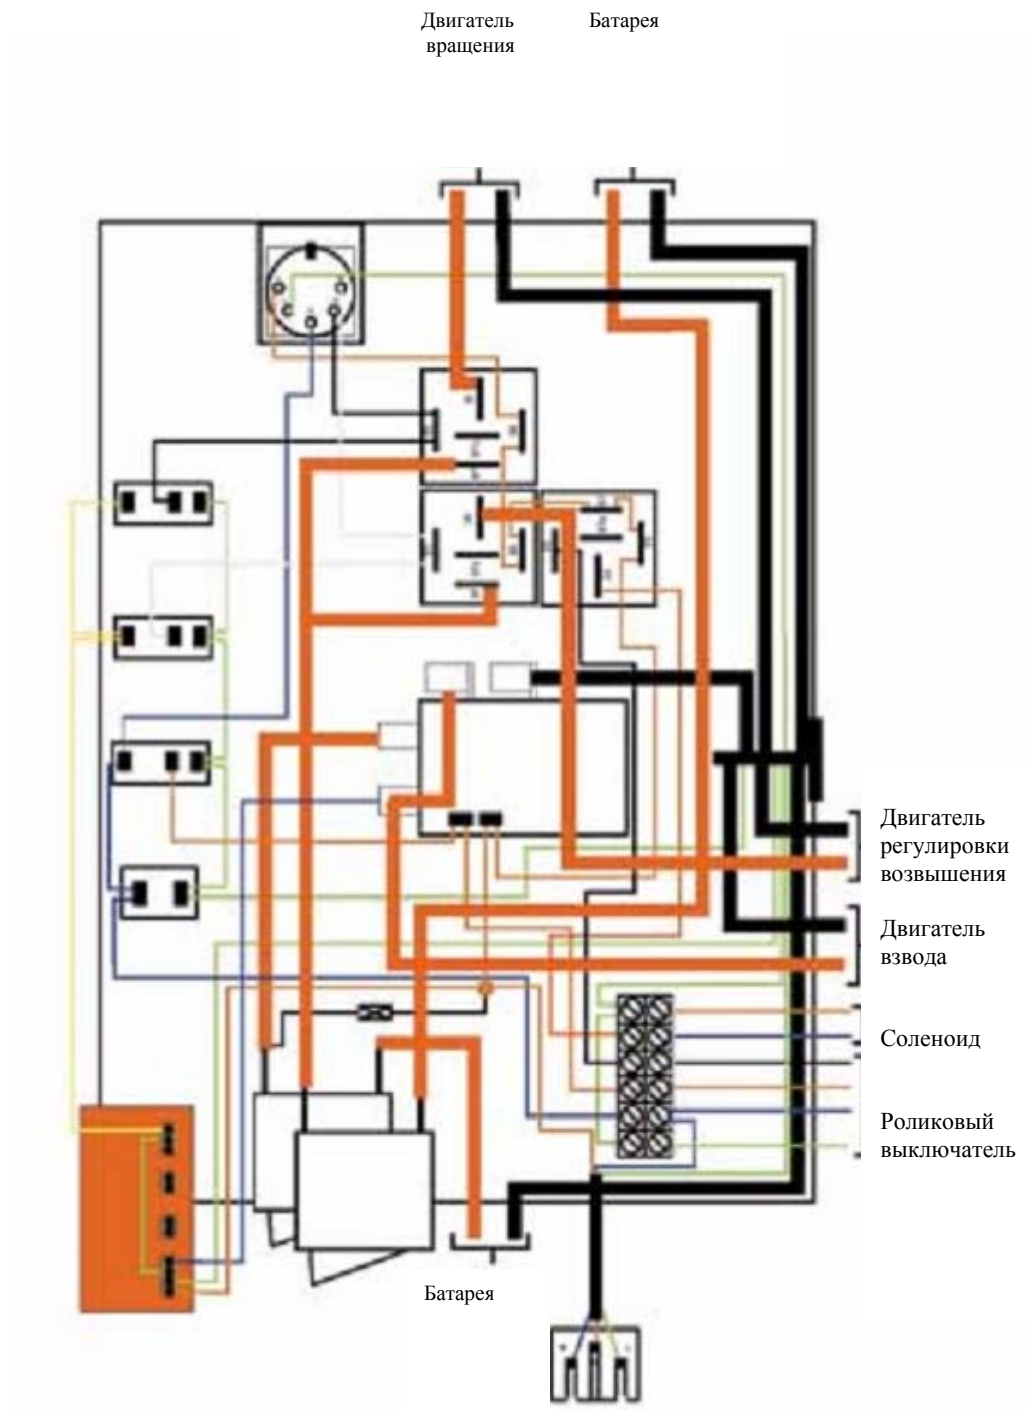 Двигатель
вращения
Батарея
Двигатель
регулировки
возвышения
Двигатель
взвода
Соленоид
Роликовый
выключатель
Батарея